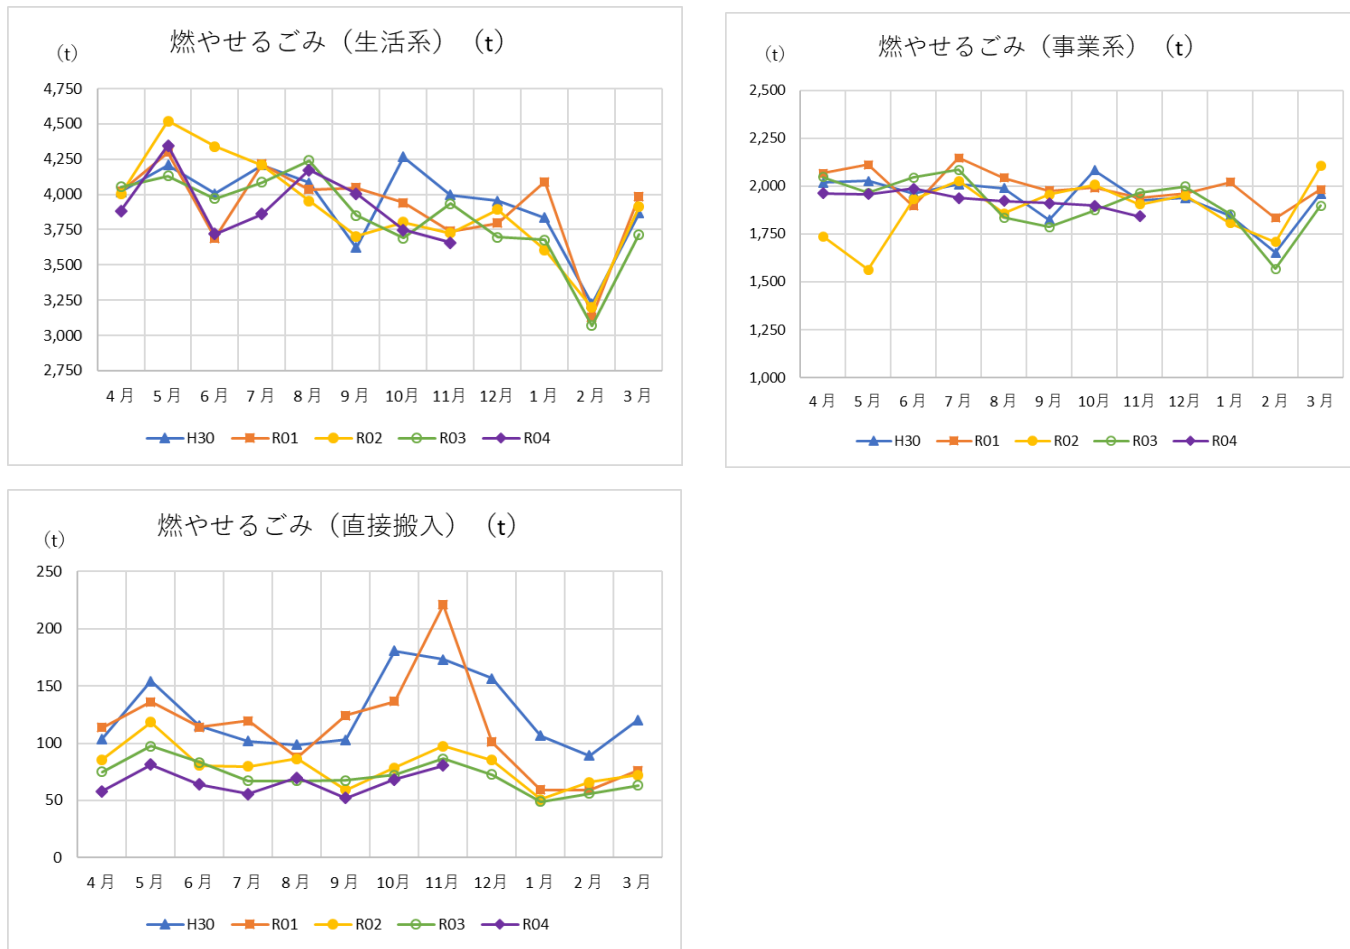 燃やせるごみ（生活系）（t）
（t）
4,750
4,500
4,250
4,000
3,750
3,500
3,250
3,000
2,750
4月 5月 6月 7月 8月 9月 10月 11月 12月 1月 2月 3月
H30 R01 R02 R03 R04
燃やせるごみ（事業系）（t）
（t）
2,500
2,250
2,000
1,750
1,500
1,250
1,000
4月 5月 6月 7月 8月 9月 10月 11月 12月 1月 2月 3月
H30 R01 R02 R03 R04
燃やせるごみ（直接搬入）（t）
（t）
250
200
150
100
50
0
4月 5月 6月 7月 8月 9月 10月 11月 12月 1月 2月 3月
H30 R01 R02 R03 R04